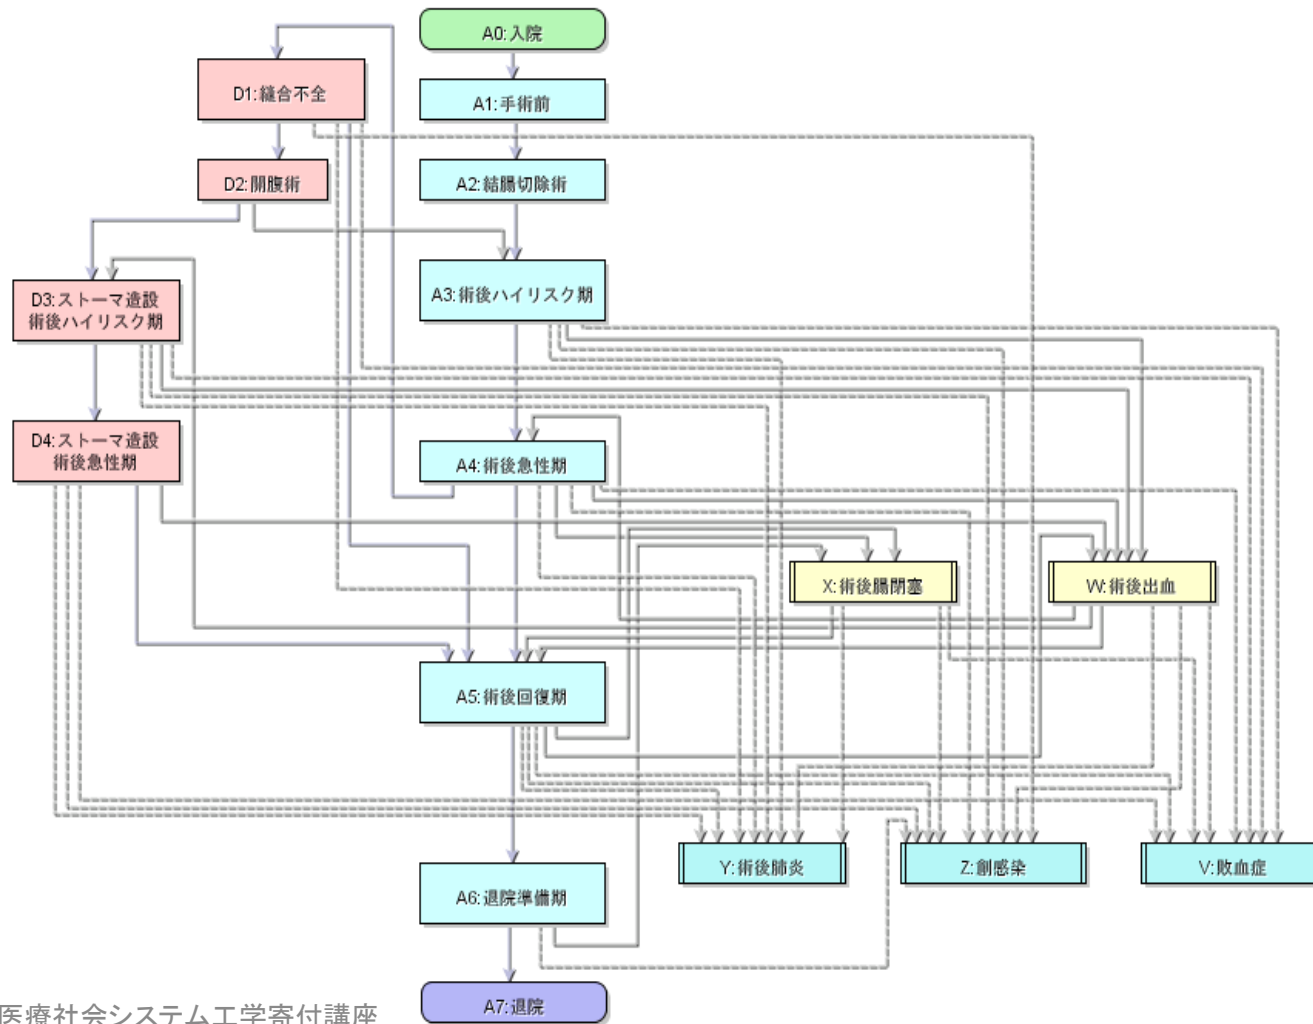 A0:入院
D1:縫合不全
A1:手術前
D2:開腹術
A2:結腸切除術
D3:ストーマ造設
術後ハイリスク期
A3:術後ハイリスク期
D4:ストーマ造設
術後急性期
A4:術後急性期
X:術後腸閉塞
W:術後出血
A5:術後回復期
Y:術後肺炎
Z:創感染
V:敗血症
A6:退院準備期
A7:退院
医療社会システム工学寄付講座